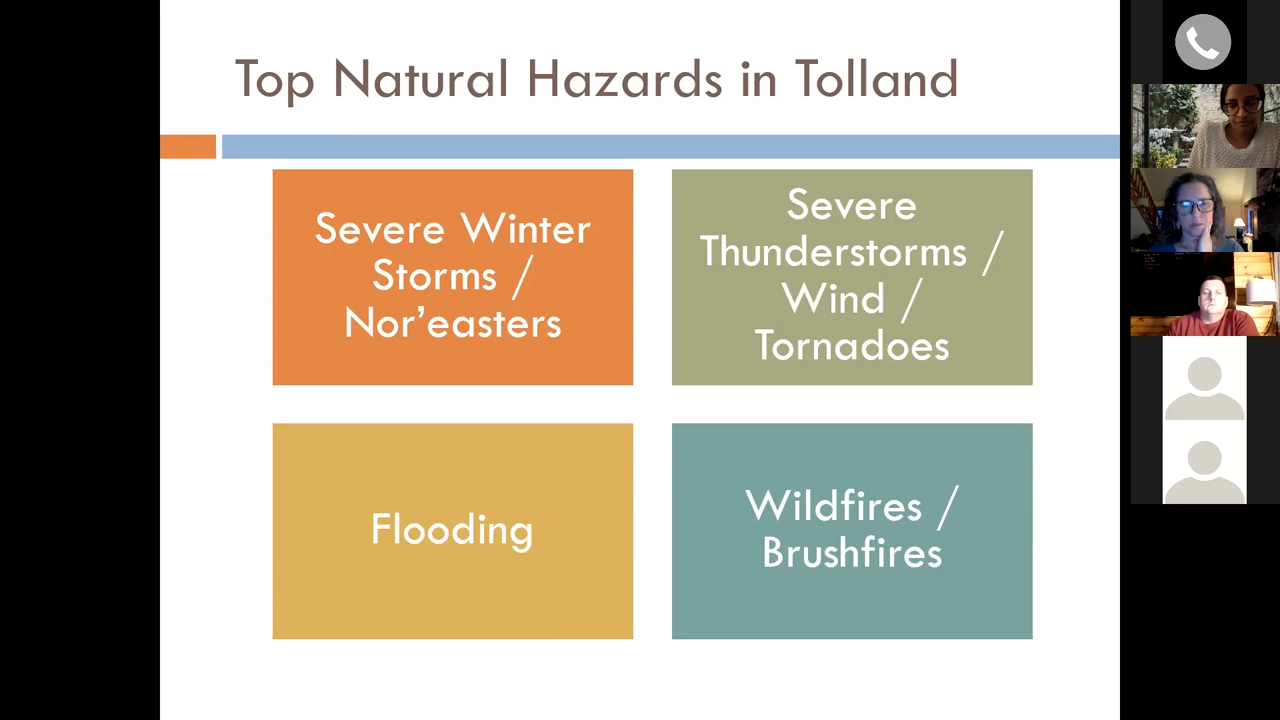 Top Natural Hazards in Tolland
Severe Winter
Storms /
Nor’easters
Severe
Thunderstorms /
Wind /
Tornadoes
Flooding
Wildfires /
Brushfires